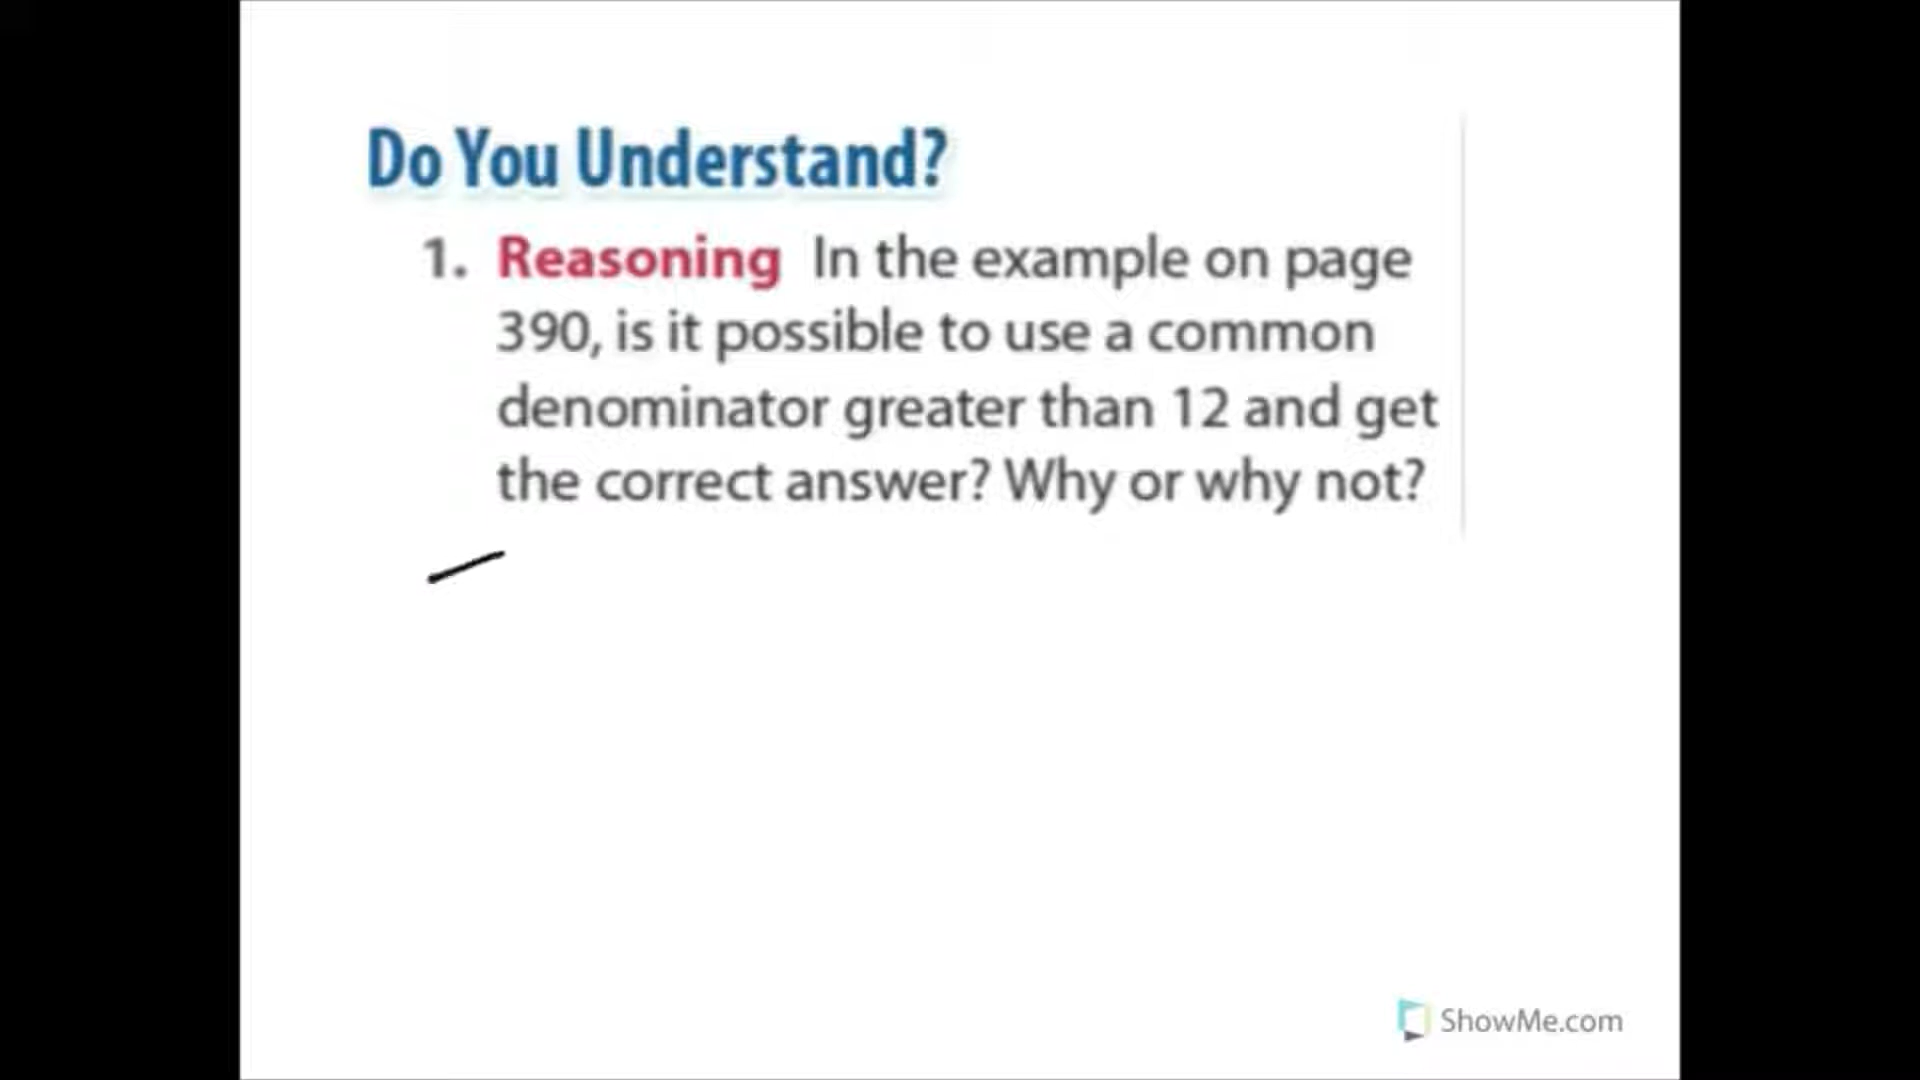 Do You Understand?
1. Reasoning In the example on page
390, is it possible to use a common
denominator greater than 12 and get
the correct answer? Why or why not?
ShowMe.com